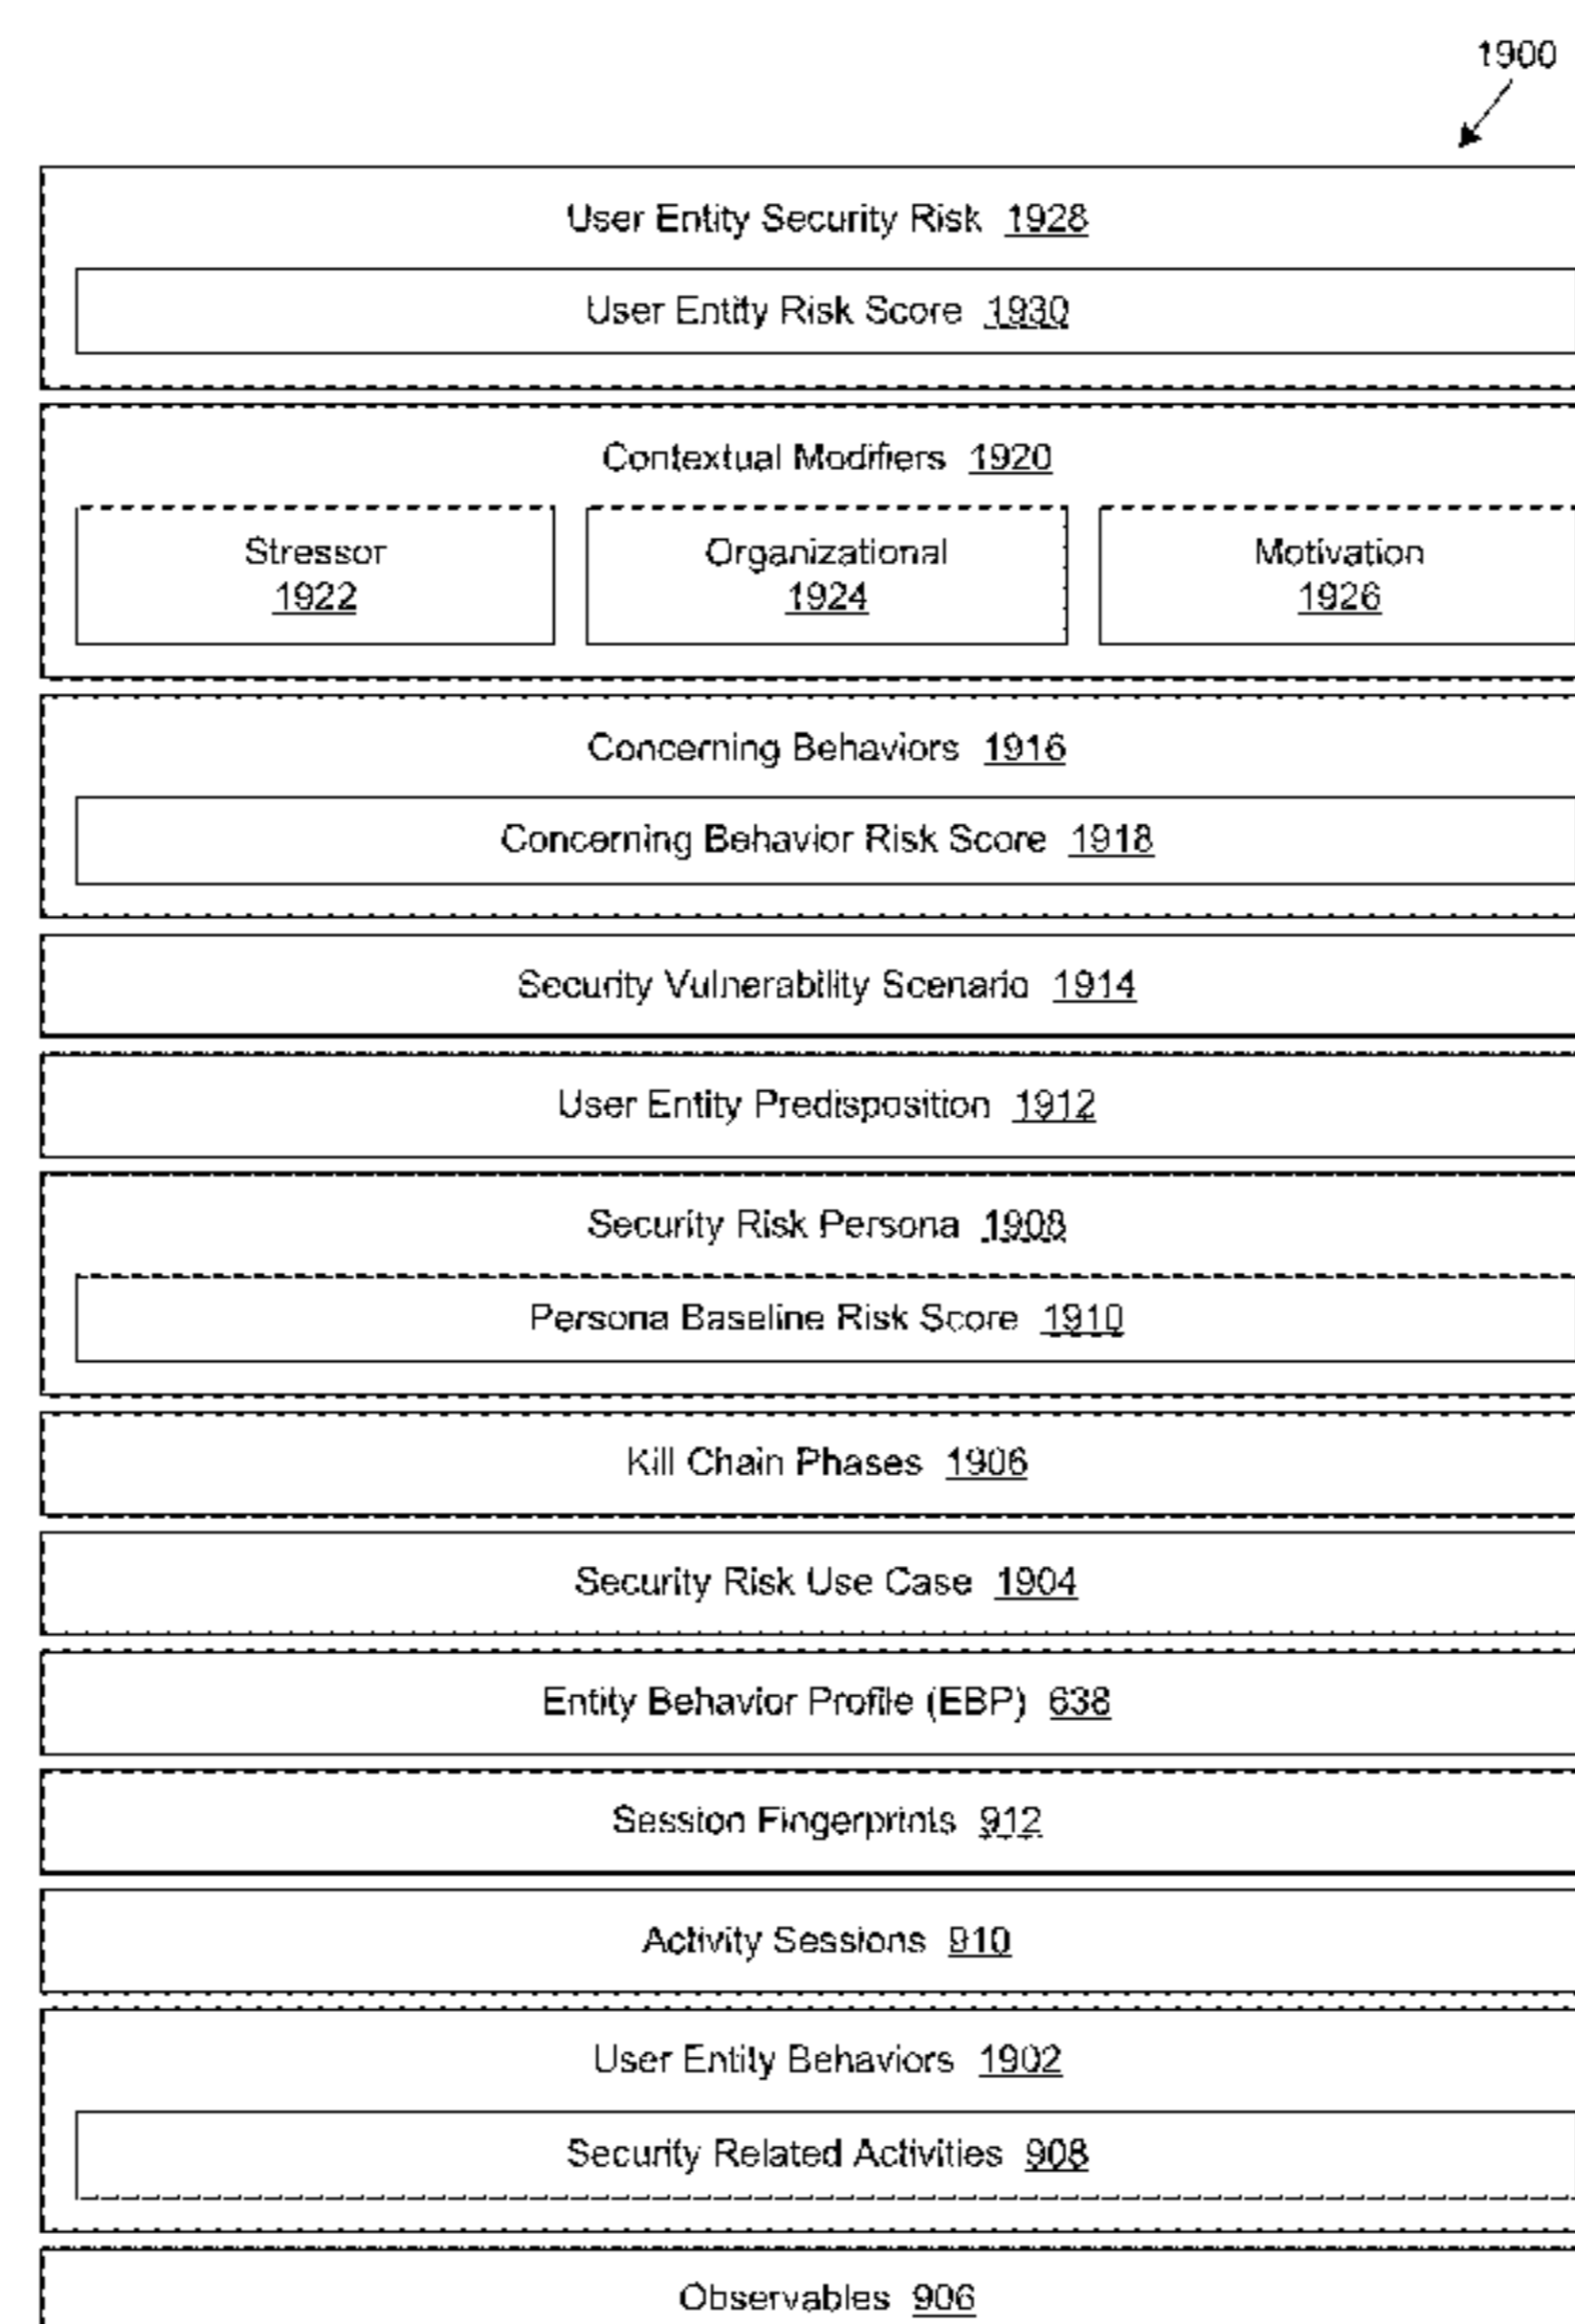 1900
User Entity Security Risk 1928
User Entity Risk Score 1930
Contextual Modifiers 1920
Stressor
1922
Organizational
1924
Motivation
1926
Concerning Behaviors 1916
Concerning Behavior Risk Score 1918
Security Vulnerability Scenario 1914
User Entity Predisposition 1912
Security Risk Persona 1908
Persona Baseline Risk Score 1910
Kill Chain Phases 1906
Security Risk Use Case 1904
Entity Behavior Profile (EBP) 638
Session Fingerprints 912
Activity Sessions 910
User Entity Behaviors 1902
Security Related Activities 908
Observables 906